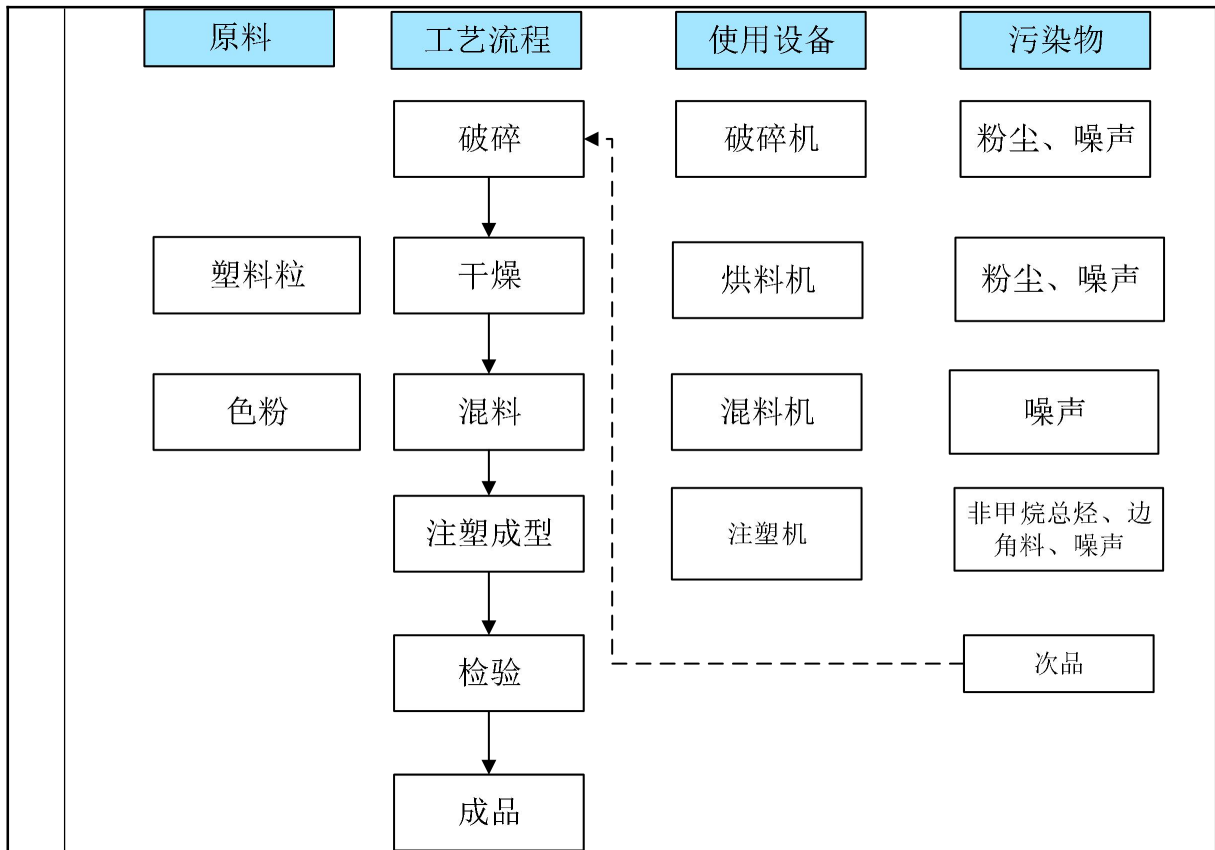 原料
工艺流程
使用设备
污染物
破碎
破碎机
粉尘、噪声
塑料粒
干燥
烘料机
粉尘、噪声
色粉
混料
混料机
噪声
注塑成型
注塑机
非甲烷总烃、边
角料、噪声
检验
次品
成品